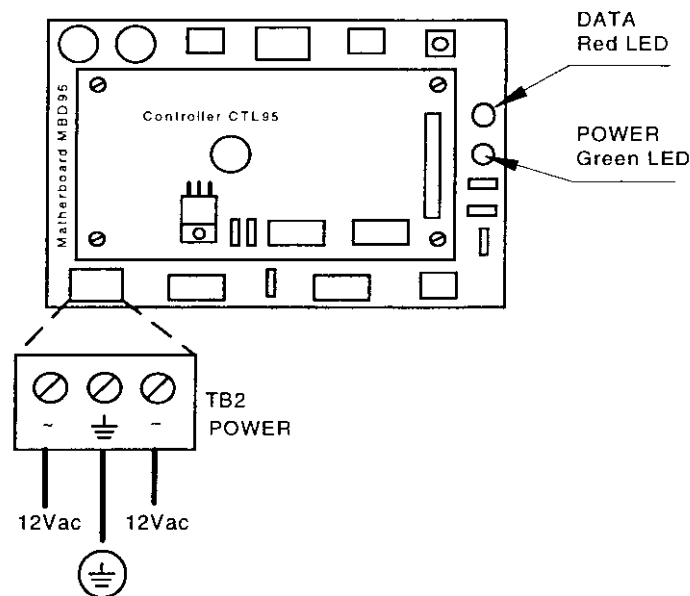 DATA
Red LED
Controller CTL95
POWER
Green LED
Matherboard MBD95
TB2
POWER
~ ~
12Vac 12Vac